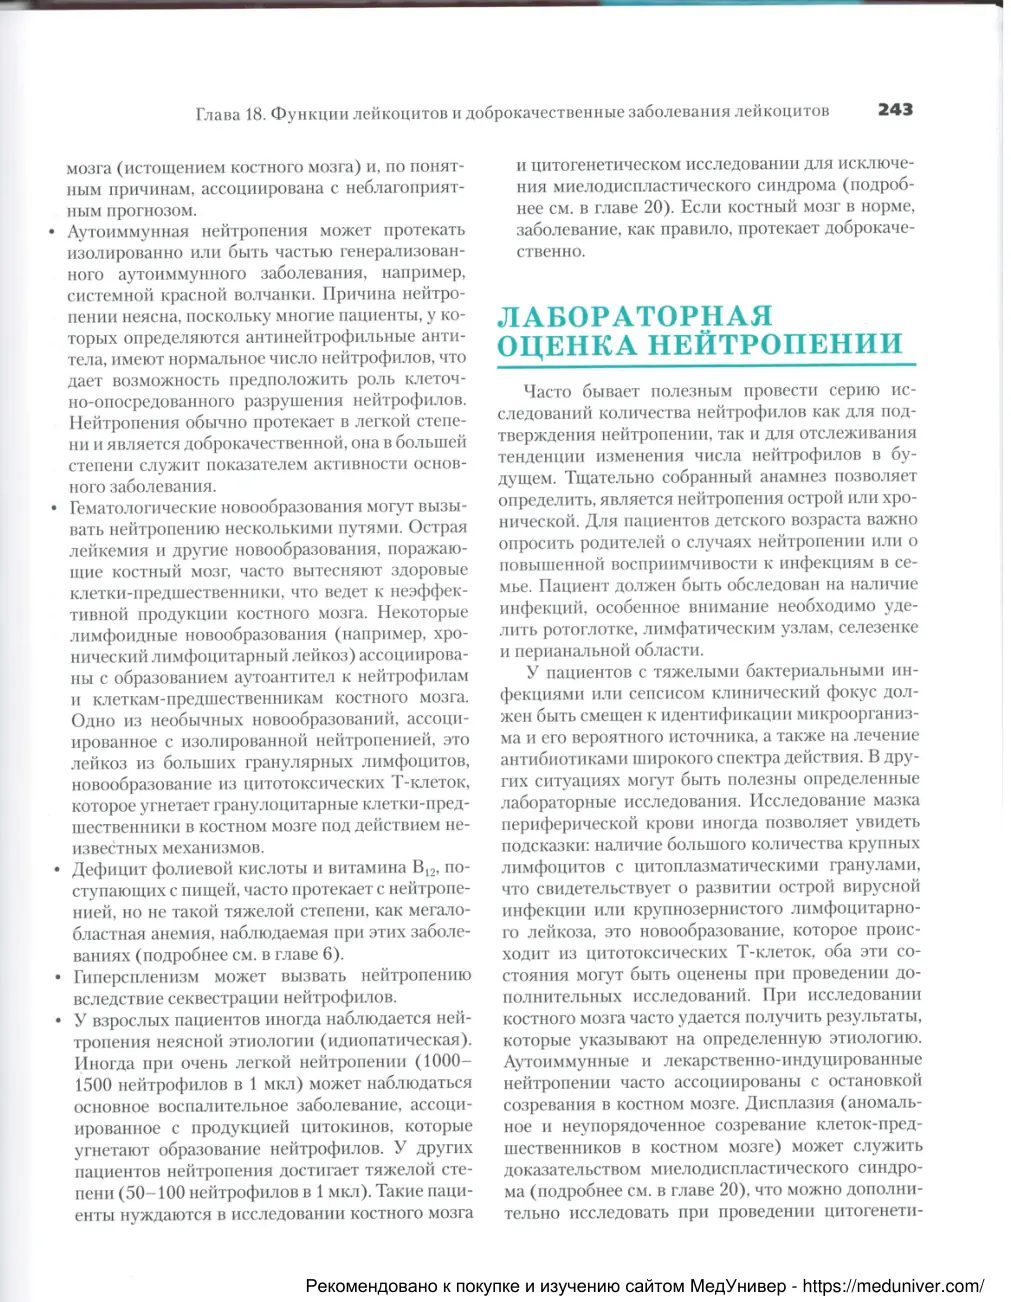 Глава 18. Функции лейкоцитов и доброкачественные заболевания лейкоцитов 243
мозга (истощением костного мозга) и, по понят-
ным причинам, ассоциирована с неблагоприят-
ным прогнозом.
• Аутоиммунная нейтропения может протекать
изолированно или быть частью генерализован-
ного аутоиммунного заболевания, например,
системной красной волчанки. Причина нейтро-
пении неясна, поскольку многие пациенты, у ко-
торых определяются антинейтрофильные анти-
тела, имеют нормальное число нейтрофилов, что
дает возможность предположить роль клеточ-
но-опосредованного разрушения нейтрофилов.
Нейтропения обычно протекает в легкой степе-
ни и является доброкачественной, она в большей
степени служит показателем активности основ-
ного заболевания.
• Гематологические новообразования могут вызы-
вать нейтропению несколькими путями. Острая
лейкемия и другие новообразования, поражаю-
щие костный мозг, часто вытесняют здоровые
клетки-предшественники, что ведет к неэффек-
тивной продукции костного мозга. Некоторые
лимфоидные новообразования (например, хро-
нический лимфоцитарный лейкоз) ассоциирова-
ны с образованием аутоантител к нейтрофилам
и клеткам-предшественникам костного мозга.
Одно из необычных новообразований, ассоци-
ированное с изолированной нейтропенией, это
лейкоз из больших гранулярных лимфоцитов,
новообразование из цитотоксических Т-клеток,
которое угнетает гранулоцитарные клетки-пред-
шественники в костном мозге под действием не-
известных механизмов.
• Дефицит фолиевой кислоты и витамина B₁₂, по-
ступающих с пищей, часто протекает с нейтропе-
нией, но не такой тяжелой степени, как мегало-
бластная анемия, наблюдаемая при этих заболе-
ваниях (подробнее см. в главе 6).
• Гиперспленизм может вызвать нейтропению
вследствие секвестрации нейтрофилов.
• У взрослых пациентов иногда наблюдается ней-
тропения неясной этиологии (идиопатическая).
Иногда при очень легкой нейтропении (1000–
1500 нейтрофилов в 1 мкл) может наблюдаться
основное воспалительное заболевание, ассоци-
ированное с продукцией цитокинов, которые
угнетают образование нейтрофилов. У других
пациентов нейтропения достигает тяжелой сте-
пени (50–100 нейтрофилов в 1 мкл). Такие паци-
енты нуждаются в исследовании костного мозга
и цитогенетическом исследовании для исключе-
ния миелодиспластического синдрома (подроб-
нее см. в главе 20). Если костный мозг в норме,
заболевание, как правило, протекает доброкаче-
ственно.
ЛАБОРАТОРНАЯ
ОЦЕНКА НЕЙТРОПЕНИИ
Часто бывает полезным провести серию ис-
следований количества нейтрофилов как для под-
тверждения нейтропении, так и для отслеживания
тенденции изменения числа нейтрофилов в бу-
дущем. Тщательно собранный анамнез позволяет
определить, является нейтропения острой или хро-
нической. Для пациентов детского возраста важно
опросить родителей о случаях нейтропении или о
повышенной восприимчивости к инфекциям в се-
мье. Пациент должен быть обследован на наличие
инфекций, особенное внимание необходимо уде-
лить ротоглотке, лимфатическим узлам, селезенке
и перианальной области.
У пациентов с тяжелыми бактериальными ин-
фекциями или сепсисом клинический фокус дол-
жен быть смещен к идентификации микроорганиз-
ма и его вероятного источника, а также на лечение
антибиотиками широкого спектра действия. В дру-
гих ситуациях могут быть полезны определенные
лабораторные исследования. Исследование мазка
периферической крови иногда позволяет увидеть
подсказки: наличие большого количества крупных
лимфоцитов с цитоплазматическими гранулами,
что свидетельствует о развитии острой вирусной
инфекции или крупнозернистого лимфоцитарно-
го лейкоза, это новообразование, которое проис-
ходит из цитотоксических Т-клеток, оба эти со-
стояния могут быть оценены при проведении до-
полнительных исследований. При исследовании
костного мозга часто удается получить результаты,
которые указывают на определенную этиологию.
Аутоиммунные и лекарственно-индуцированные
нейтропении часто ассоциированы с остановкой
созревания в костном мозге. Дисплазия (аномаль-
ное и неупорядоченное созревание клеток-пред-
шественников в костном мозге) может служить
доказательством миелодиспластического синдро-
ма (подробнее см. в главе 20), что можно дополни-
тельно исследовать при проведении цитогенети-
Рекомендовано к покупке и изучению сайтом МедУнивер - https://meduniver.com/